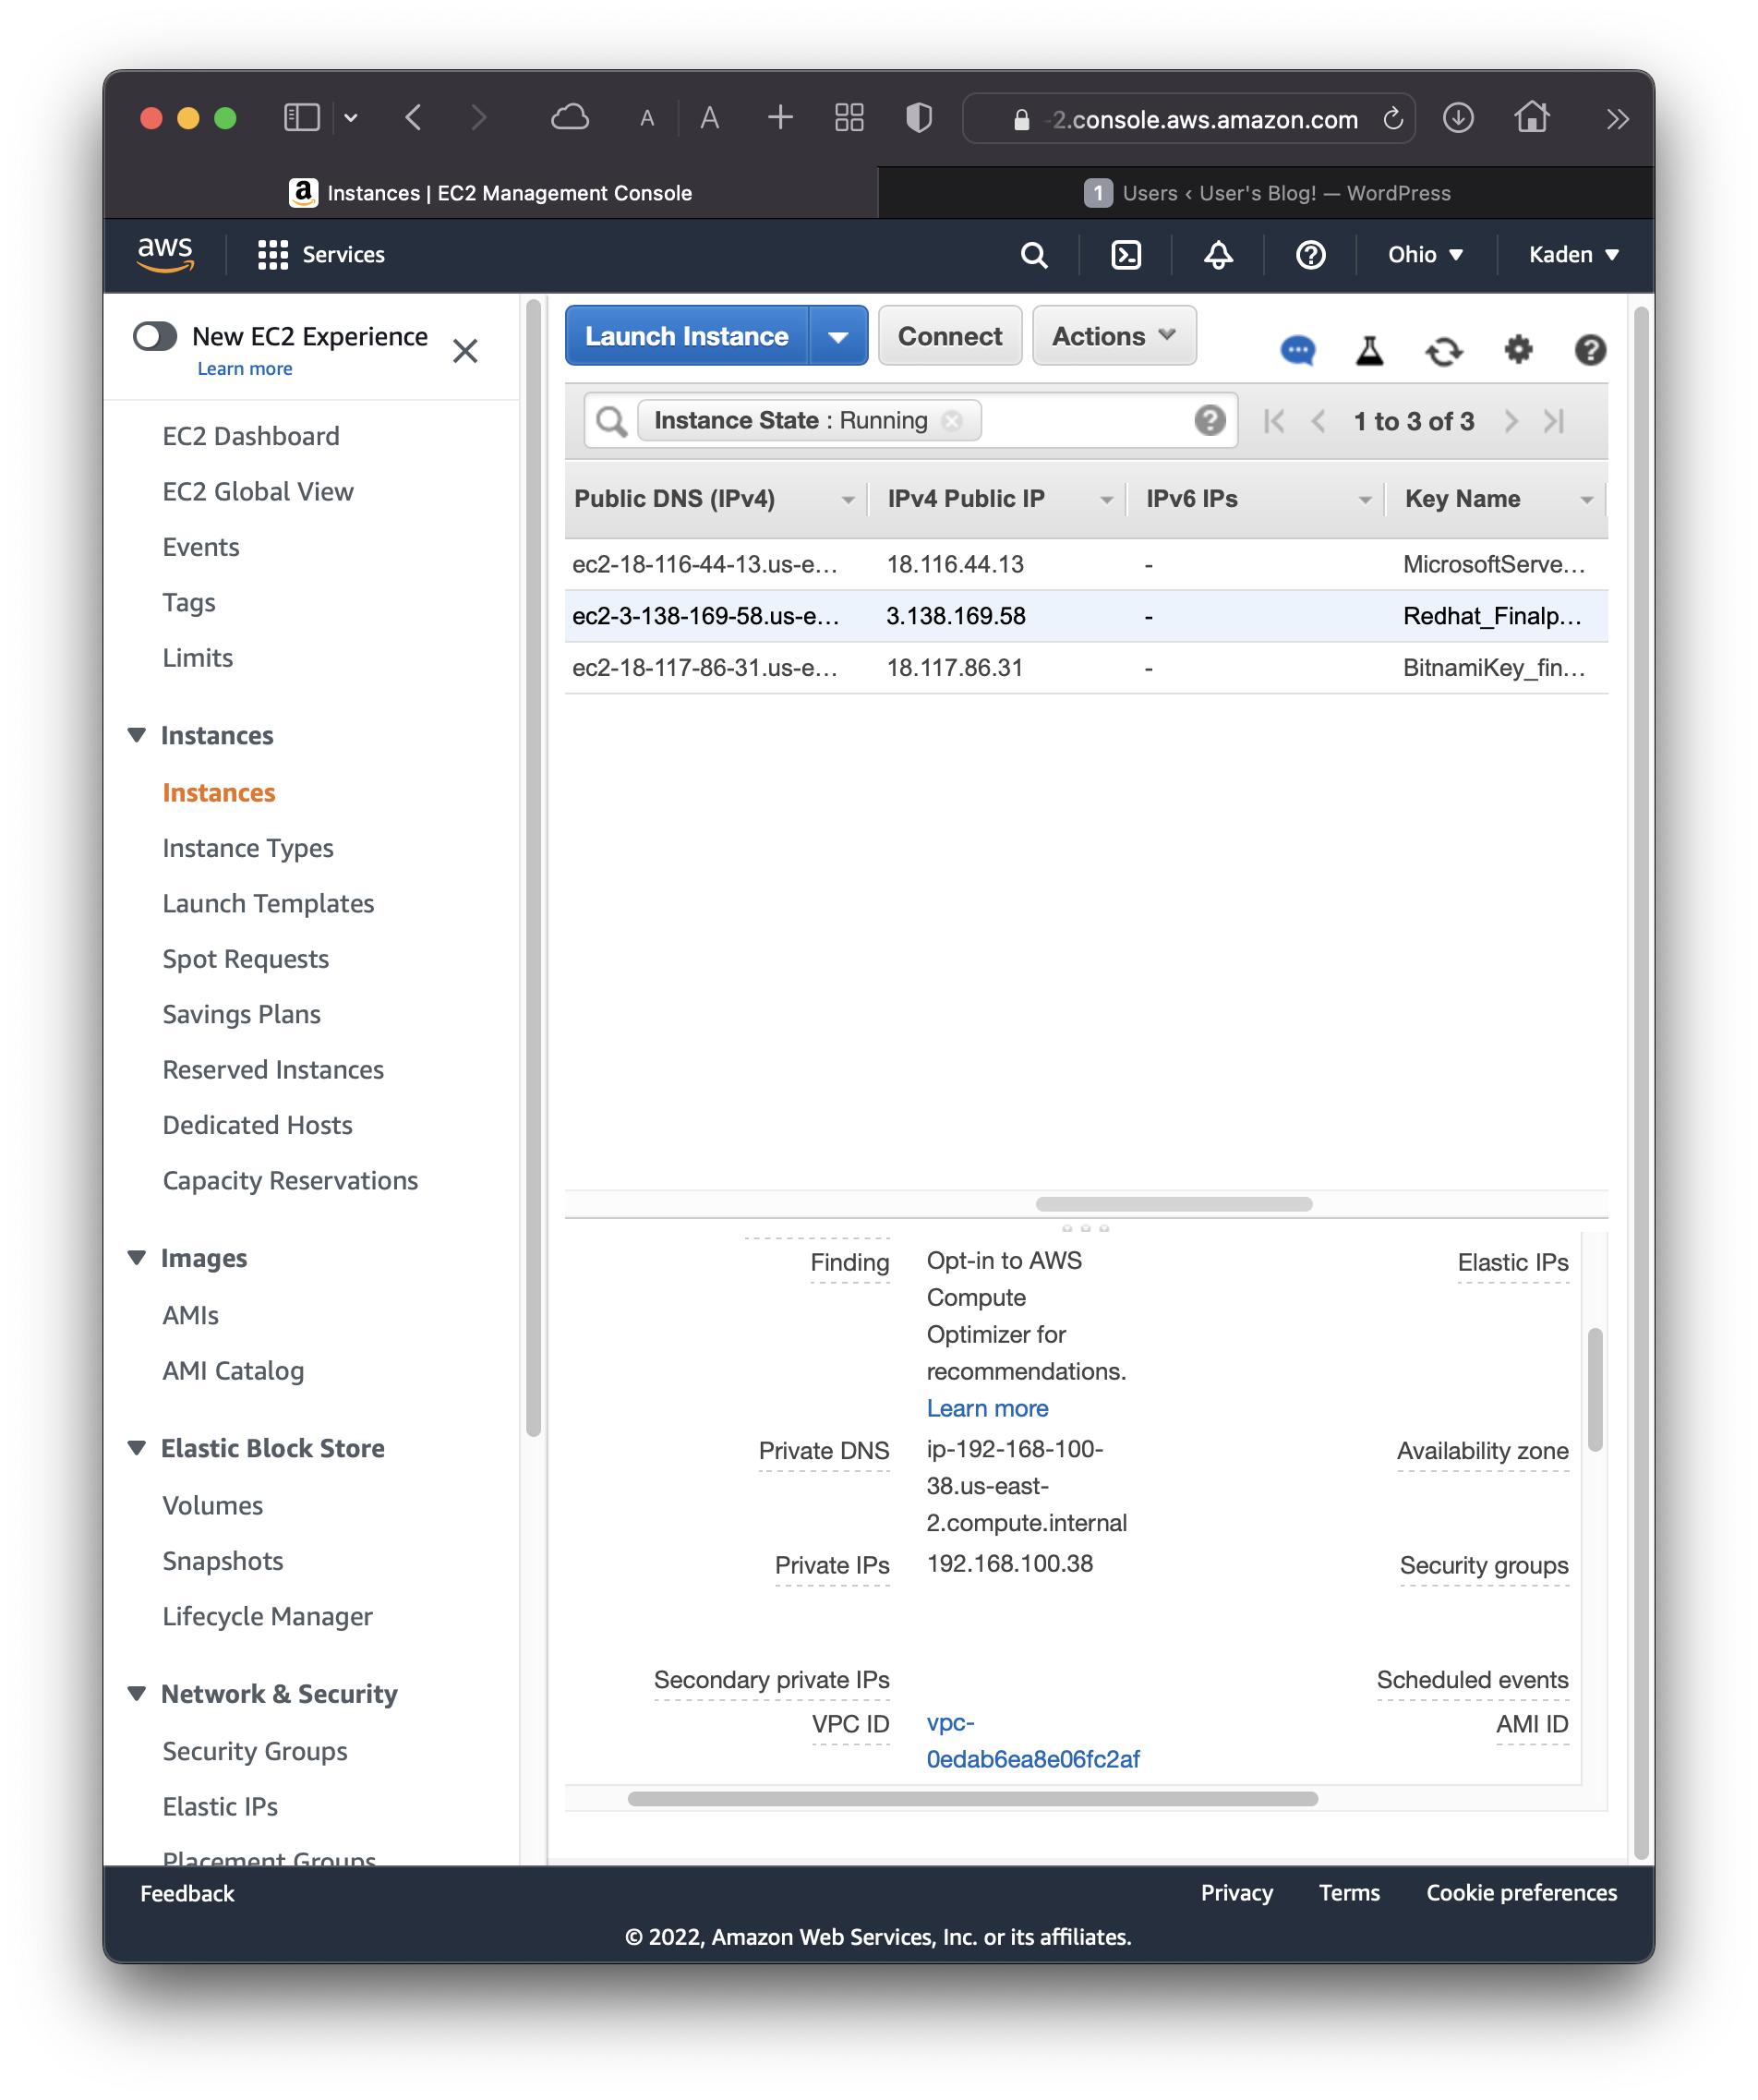 A A -2.console.aws.amazon.com
Instances | EC2 Management Console
1 Users ‹ User's Blog! — WordPress
aws Services Ohio Kaden
New EC2 Experience
Learn more
EC2 Dashboard
EC2 Global View
Events
Tags
Limits
Instances
Instances
Instance Types
Launch Templates
Spot Requests
Savings Plans
Reserved Instances
Dedicated Hosts
Capacity Reservations
Images
AMIs
AMI Catalog
Elastic Block Store
Volumes
Snapshots
Lifecycle Manager
Network & Security
Security Groups
Elastic IPs
Placement Groups
Launch Instance Connect Actions
Instance State : Running 1 to 3 of 3
Public DNS (IPv4) IPv4 Public IP IPv6 IPs Key Name
ec2-18-116-44-13.us-e... 18.116.44.13 - MicrosoftServe...
ec2-3-138-169-58.us-e... 3.138.169.58 - Redhat_Finalp...
ec2-18-117-86-31.us-e... 18.117.86.31 - BitnamiKey_fin...
Finding Opt-in to AWS Elastic IPs
Compute
Optimizer for
recommendations.
Learn more
Private DNS ip-192-168-100- Availability zone
38.us-east-
2.compute.internal
Private IPs 192.168.100.38 Security groups
Secondary private IPs Scheduled events
VPC ID vpc- AMI ID
0edab6ea8e06fc2af
Feedback Privacy Terms Cookie preferences
© 2022, Amazon Web Services, Inc. or its affiliates.